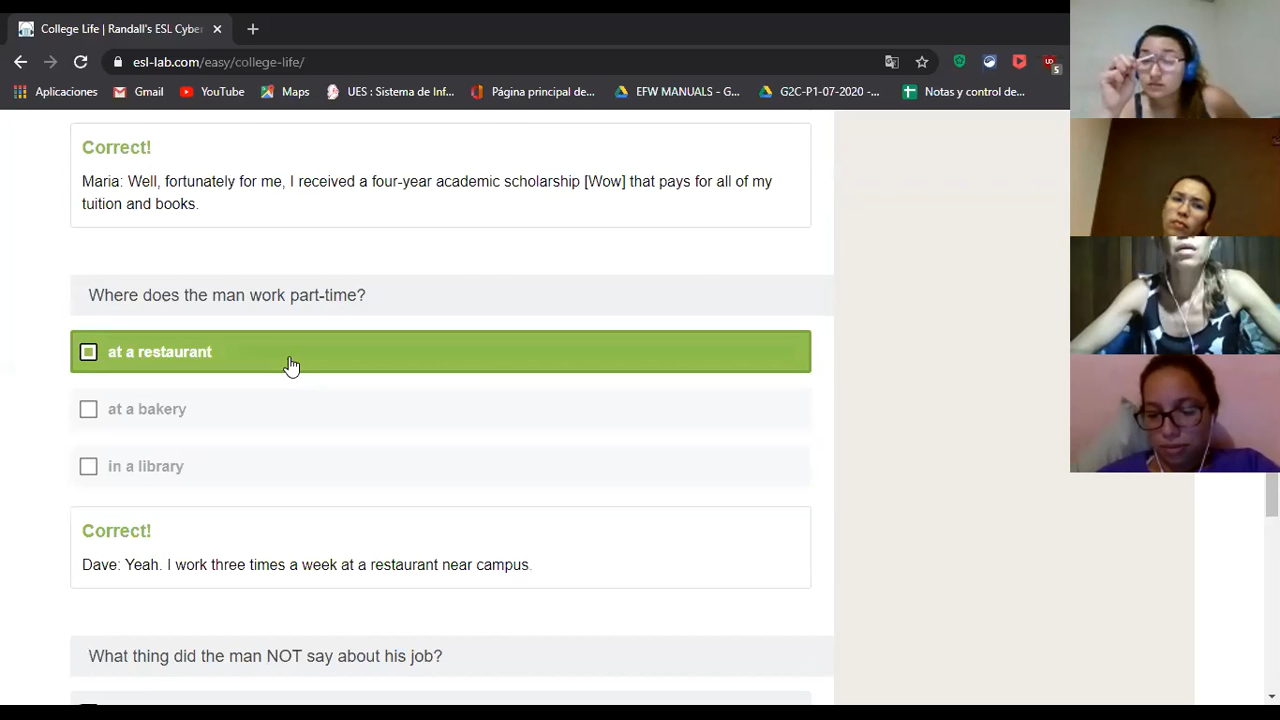 College Life | Randall's ESL Cyber
esl-lab.com/easy/college-life/
Aplicaciones Gmail YouTube Maps UES : Sistema de Inf... Página principal de... EFW MANUALS - G... G2C-P1-07-2020 -... Notas y control de...
UD
5
Correct!
Maria: Well, fortunately for me, I received a four-year academic scholarship [Wow] that pays for all of my
tuition and books.
Where does the man work part-time?
at a restaurant
at a bakery
in a library
Correct!
Dave: Yeah. I work three times a week at a restaurant near campus.
What thing did the man NOT say about his job?